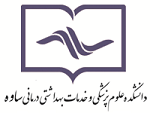 دانشکده علوم پزشکی و خدمات بهداشتی درمانی ساوه